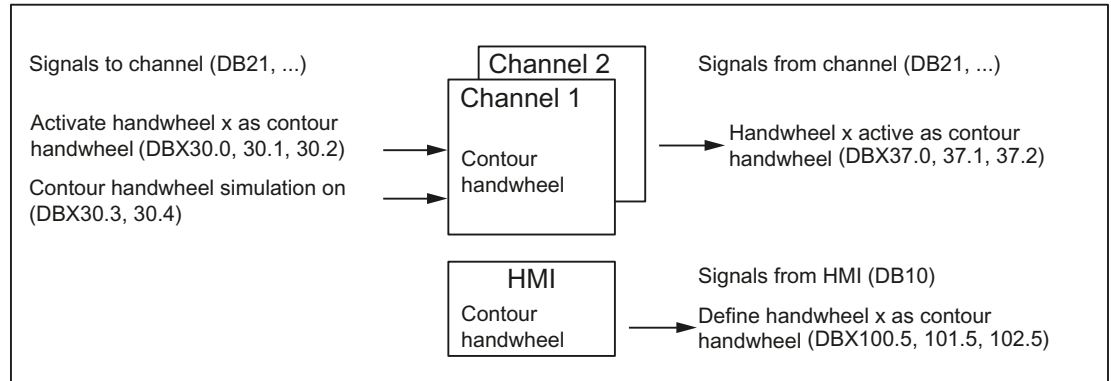 Signals to channel (DB21, ...)
Activate handwheel x as contour
handwheel (DBX30.0, 30.1, 30.2)
Contour handwheel simulation on
(DBX30.3, 30.4)
Channel 2
Channel 1
Contour
handwheel
Signals from channel (DB21, ...)
Handwheel x active as contour
handwheel (DBX37.0, 37.1, 37.2)
HMI
Contour
handwheel
Signals from HMI (DB10)
Define handwheel x as contour
handwheel (DBX100.5, 101.5, 102.5)